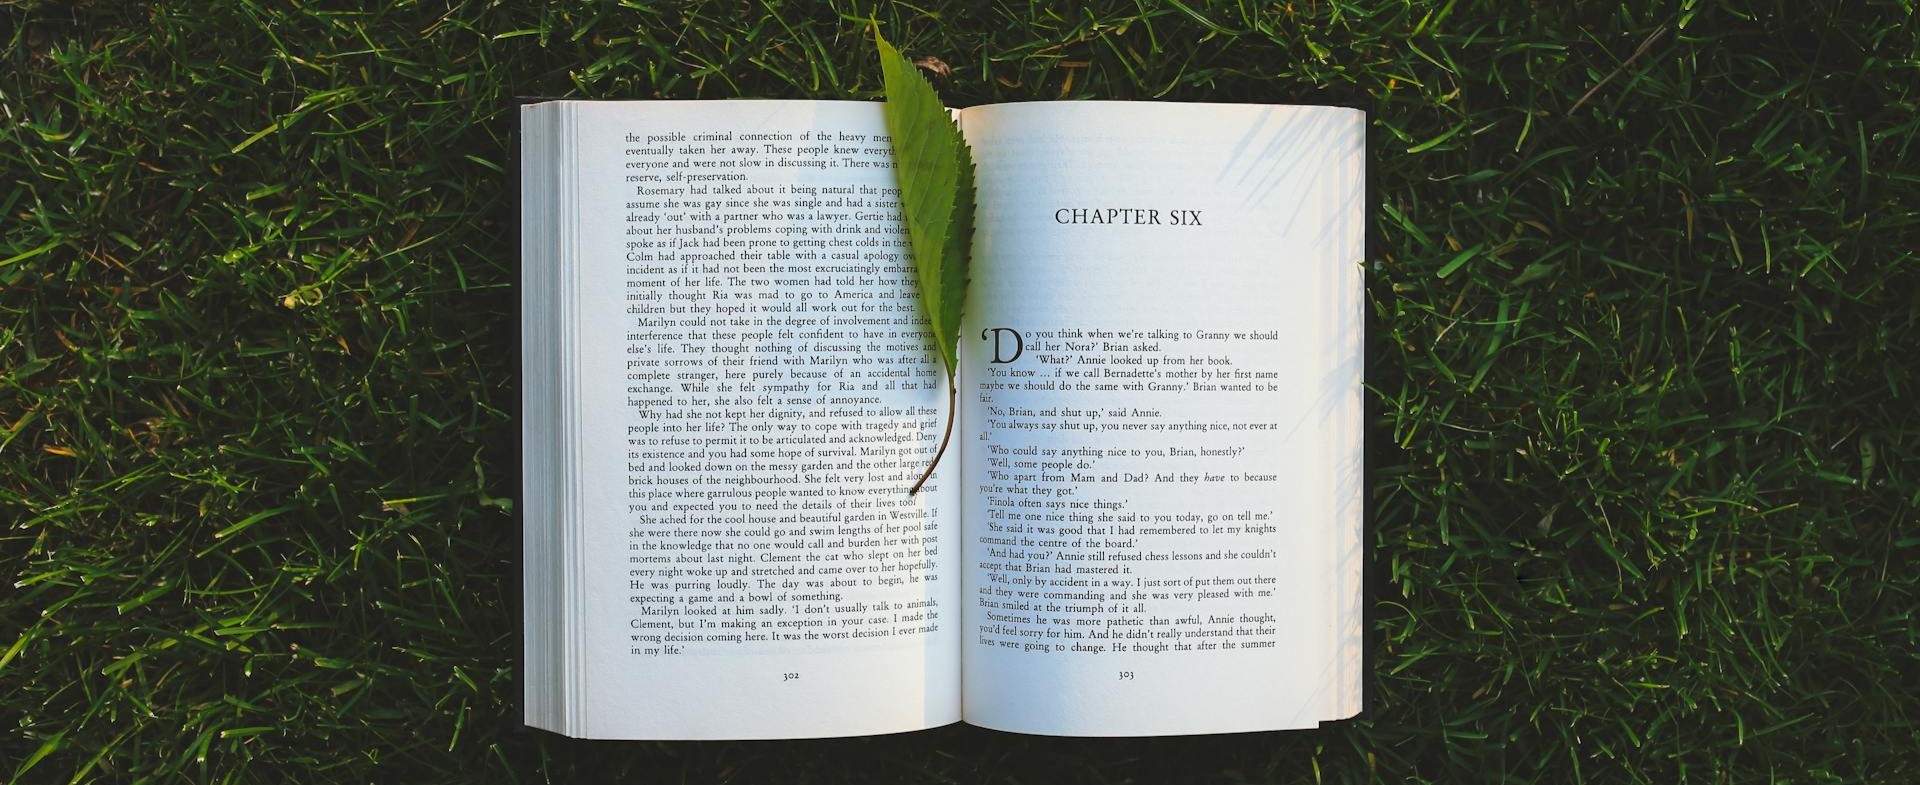 the possible criminal connection of the heavy men
eventually taken her away. These people knew
everyone and were not slow in discussing it. There was
reserve, self-preservation.
Rosemary had talked about it being natural that
assume she was gay since she was single and had a sister
already ‘out’ with a partner who was a lawyer. Gertie had
about her husband's problems coping with drink and
spoke as if Jack had been prone to getting chest colds in the
Colm had approached their table with a casual apology
incident as if it had not been the most excruciatingly
moment of her life. The two women had told her how they
initially thought Ria was mad to go to America and leave
children but they hoped it would all work out for the best.
Marilyn could not take in the degree of involvement and
interference that these people felt confident to have in everyone
else's life. They thought nothing of discussing the motives and
private sorrows of their friend with Marilyn who was after all a
complete stranger, here purely because of an accidental home
exchange. While she felt sympathy for Ria and all that had
happened to her, she also felt a sense of annoyance.
Why had she not kept her dignity, and refused to allow all these
people into her life? The only way to cope with tragedy and grief
was to refuse to permit it to be articulated and acknowledged. Deny
its existence and you had some hope of survival. Marilyn got out of
bed and looked down on the messy garden and the other large red
brick houses of the neighbourhood. She felt very lost and alone in
this place where garrulous people wanted to know everything about
you and expected you to need the details of their lives too.
She ached for the cool house and beautiful garden in Westville. If
she were there now she could go and swim lengths of her pool safe
in the knowledge that no one would call and burden her with post
mortems about last night. Clement the cat who slept on her bed
every night woke up and stretched and came over to her hopefully.
He was purring loudly. The day was about to begin, he was
expecting a game and a bowl of something.
Marilyn looked at him sadly. ‘I don't usually talk to animals,
Clement, but I'm making an exception in your case. I made the
wrong decision coming here. It was the worst decision I ever made
in my life.’
302
CHAPTER SIX
‘Do you think when we're talking to Granny we should
call her Nora?’ Brian asked.
‘What?’ Annie looked up from her book.
‘You know ... if we call Bernadette's mother by her first name
maybe we should do the same with Granny.’ Brian wanted to be
fair.
‘No, Brian, and shut up,’ said Annie.
‘You always say shut up, you never say anything nice, not ever at
all.’
‘Who could say anything nice to you, Brian, honestly?’
‘Well, some people do.’
‘Who apart from Mam and Dad? And they have to because
you're what they got.’
‘Finola often says nice things.’
‘Tell me one nice thing she said to you today, go on tell me.’
‘She said it was good that I had remembered to let my knights
command the centre of the board.’
‘And had you?’ Annie still refused chess lessons and she couldn't
accept that Brian had mastered it.
‘Well, only by accident in a way. I just sort of put them out there
and they were commanding and she was very pleased with me.’
Brian smiled at the triumph of it all.
Sometimes he was more pathetic than awful, Annie thought,
you'd feel sorry for him. And he didn't really understand that their
lives were going to change. He thought that after the summer
303